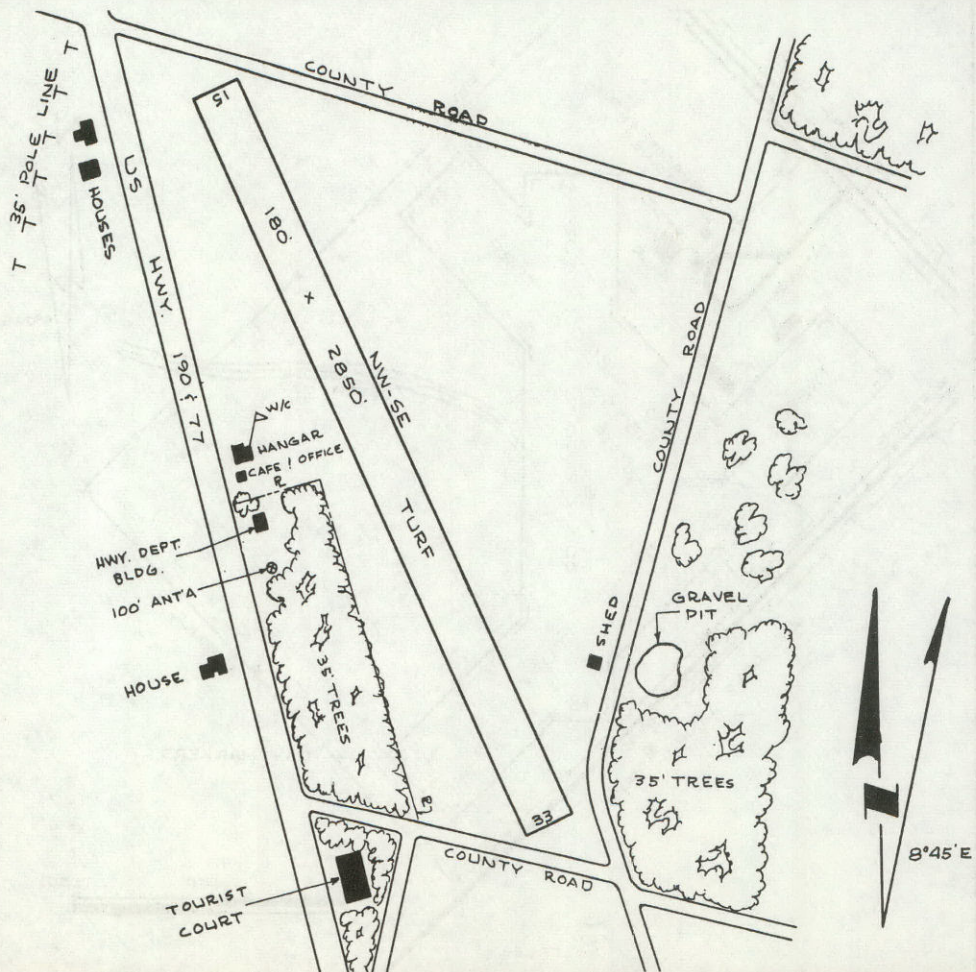 COUNTY ROAD
15
35' POLE LINE
T T T T T T
HOUSES
US HWY. 190 & 77
180' x 2850'
NW-SE
TURF
COUNTY ROAD
W/C
HANGAR
CAFE & OFFICE
R
HWY. DEPT.
BLDG.
100' ANT'A
HOUSE
35' TREES
SHED
GRAVEL
PIT
35' TREES
R
33
COUNTY ROAD
TOURIST
COURT
N
8°45'E